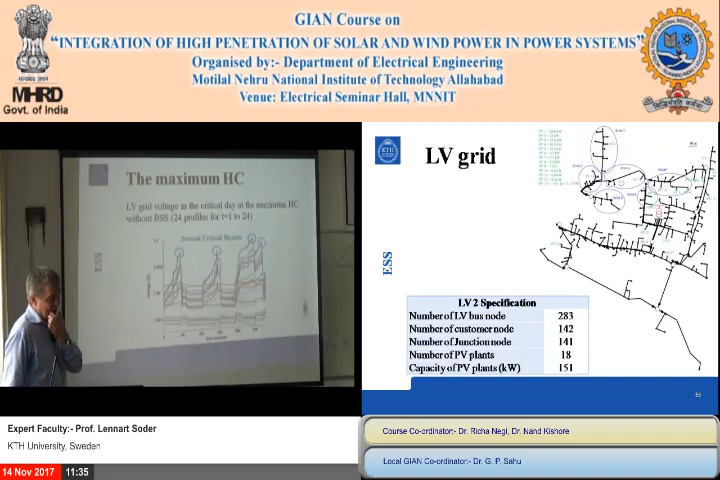 GIAN Course on
"INTEGRATION OF HIGH PENETRATION OF SOLAR AND WIND POWER IN POWER SYSTEMS"
Organised by:- Department of Electrical Engineering
Motilal Nehru National Institute of Technology Allahabad
Venue: Electrical Seminar Hall, MNNIT
सत्यमेव जयते
MHRD
Govt. of India
The maximum HC
LV grid voltage in the critical day at the maximum HC
without BSS (24 profiles for t=1 to 24)
Several Critical Busses
ESS
KTH
LV grid
ESS
LV 2 Specification
Number of LV bus node 283
Number of customer node 142
Number of Junction node 141
Number of PV plants 18
Capacity of PV plants (kW) 151
Expert Faculty:- Prof. Lennart Soder
KTH University, Sweden
14 Nov 2017 11:35
Course Co-ordinator:- Dr. Richa Negi, Dr. Nand Kishore
Local GIAN Co-ordinator:- Dr. G. P. Sahu